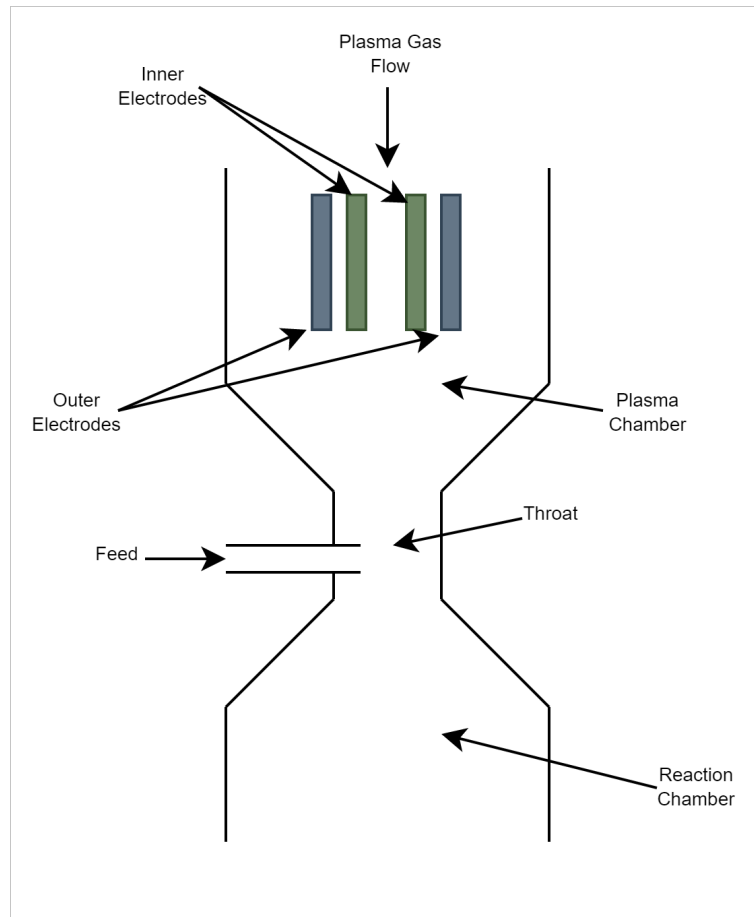 Plasma Gas
Flow
Inner
Electrodes
Outer
Electrodes
Plasma
Chamber
Throat
Feed
Reaction
Chamber